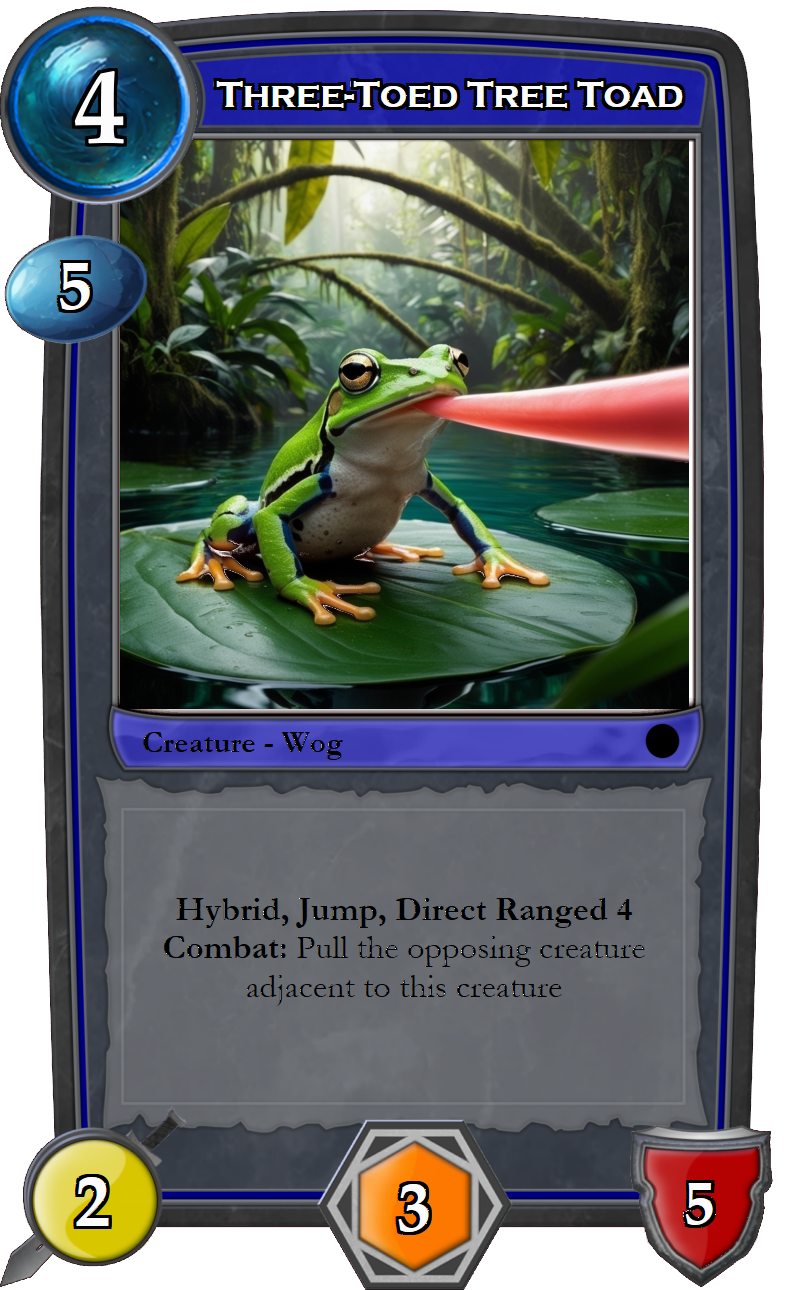 4
Three-Toed Tree Toad
5
Creature - Wog
Hybrid, Jump, Direct Ranged 4
Combat: Pull the opposing creature
adjacent to this creature
2
3
5